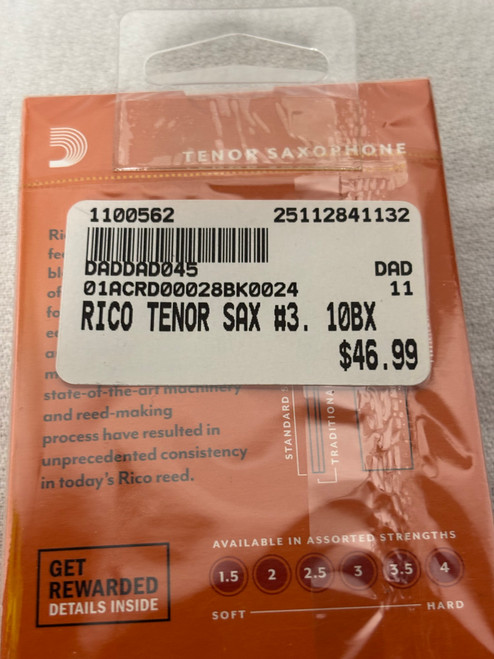 TENOR SAXOPHONE
1100562 25112841132
DADDAD045 DAD
01ACRD00028BK0024 11
RICO TENOR SAX #3. 10BX
$46.99
state-of-the-art machinery
and reed-making
process have resulted in
unprecedented consistency
in today's Rico reed.
STANDARD
TRADITIONAL
AVAILABLE IN ASSORTED STRENGTHS
1.5 2 2.5 3 3.5 4
SOFT HARD
GET
REWARDED
DETAILS INSIDE